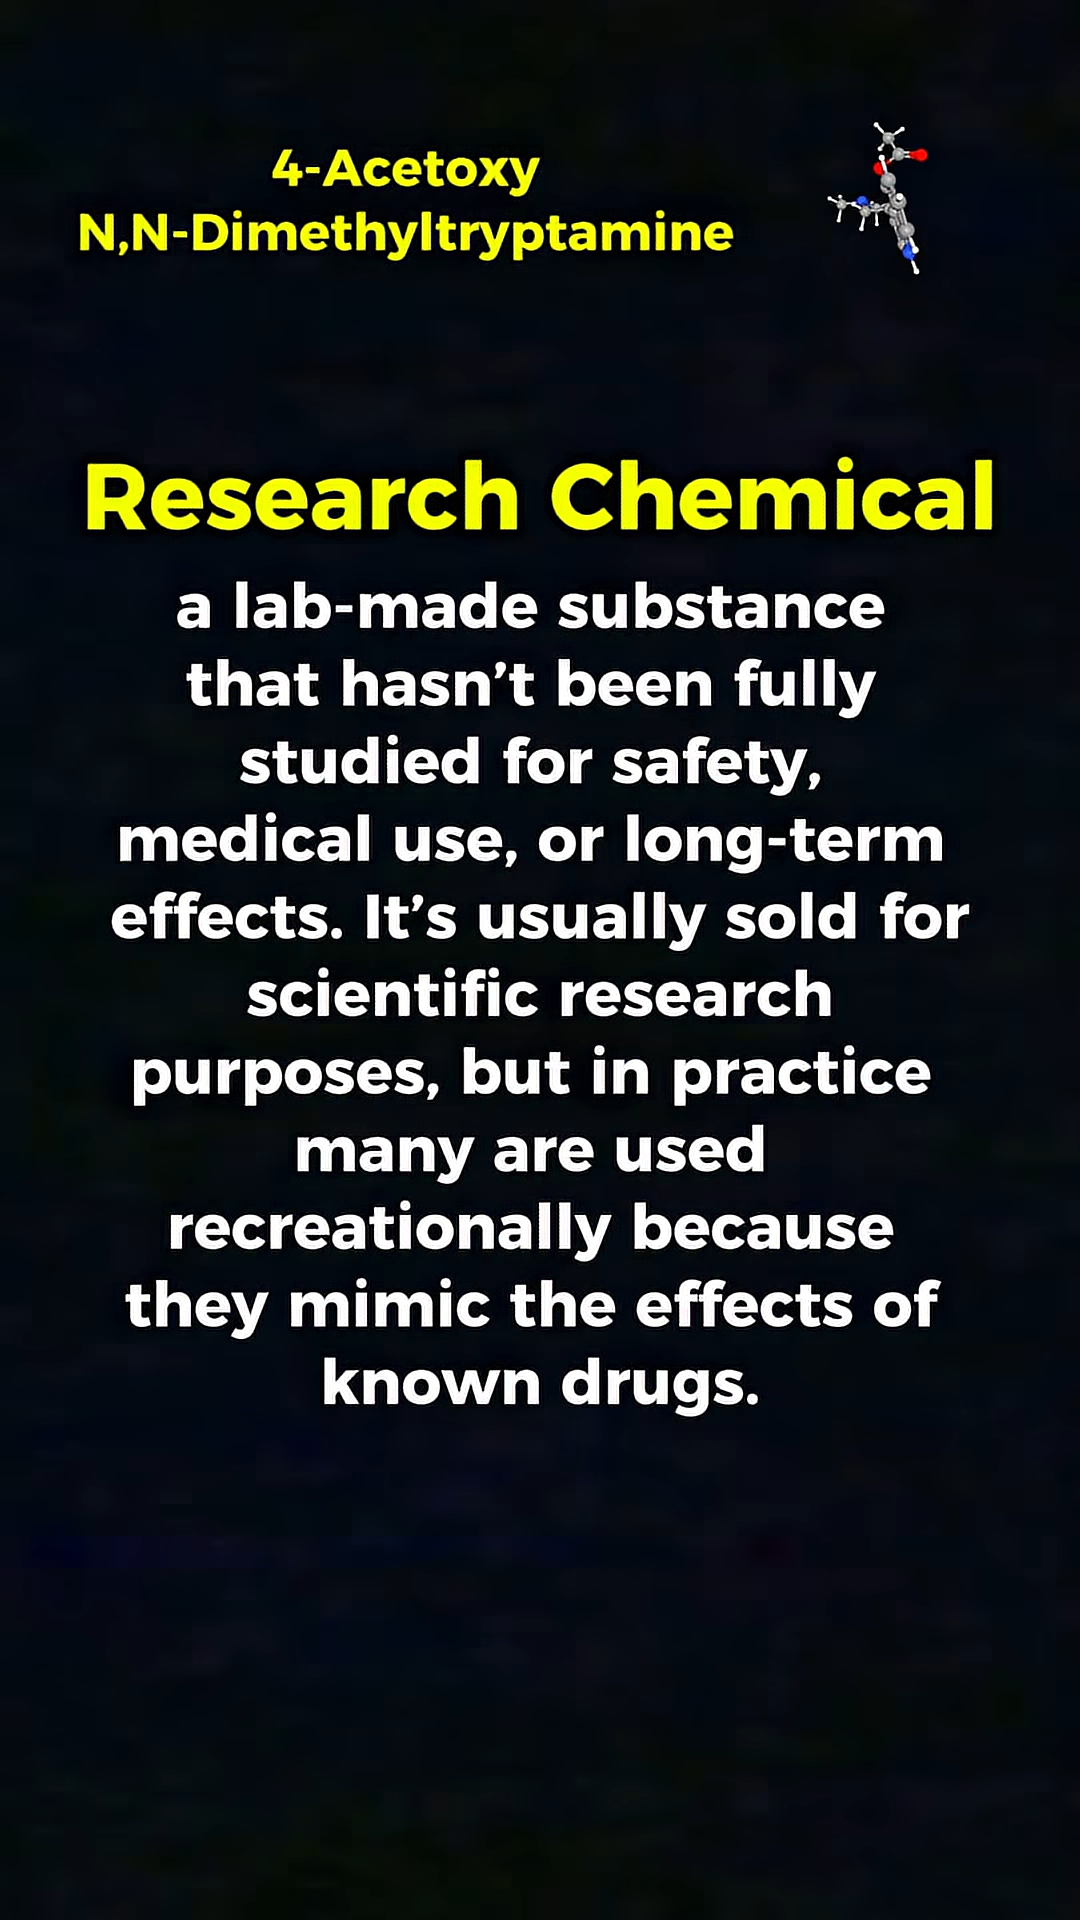 4-Acetoxy
N,N-Dimethyltryptamine
Research Chemical
a lab-made substance
that hasn’t been fully
studied for safety,
medical use, or long-term
effects. It’s usually sold for
scientific research
purposes, but in practice
many are used
recreationally because
they mimic the effects of
known drugs.